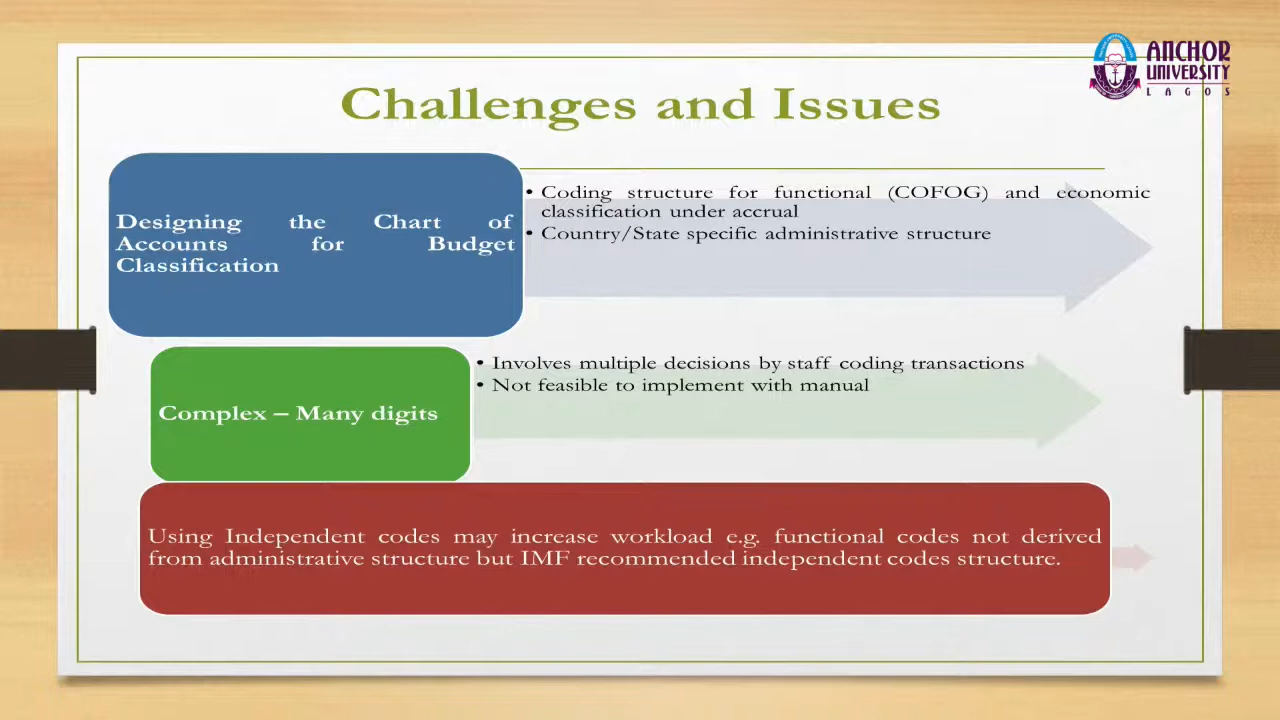 ANCHOR
UNIVERSITY
LAGOS
Challenges and Issues
Designing the Chart of
Accounts for Budget
Classification
• Coding structure for functional (COFOG) and economic
classification under accrual
• Country/State specific administrative structure
Complex – Many digits
• Involves multiple decisions by staff coding transactions
• Not feasible to implement with manual
Using Independent codes may increase workload e.g. functional codes not derived
from administrative structure but IMF recommended independent codes structure.